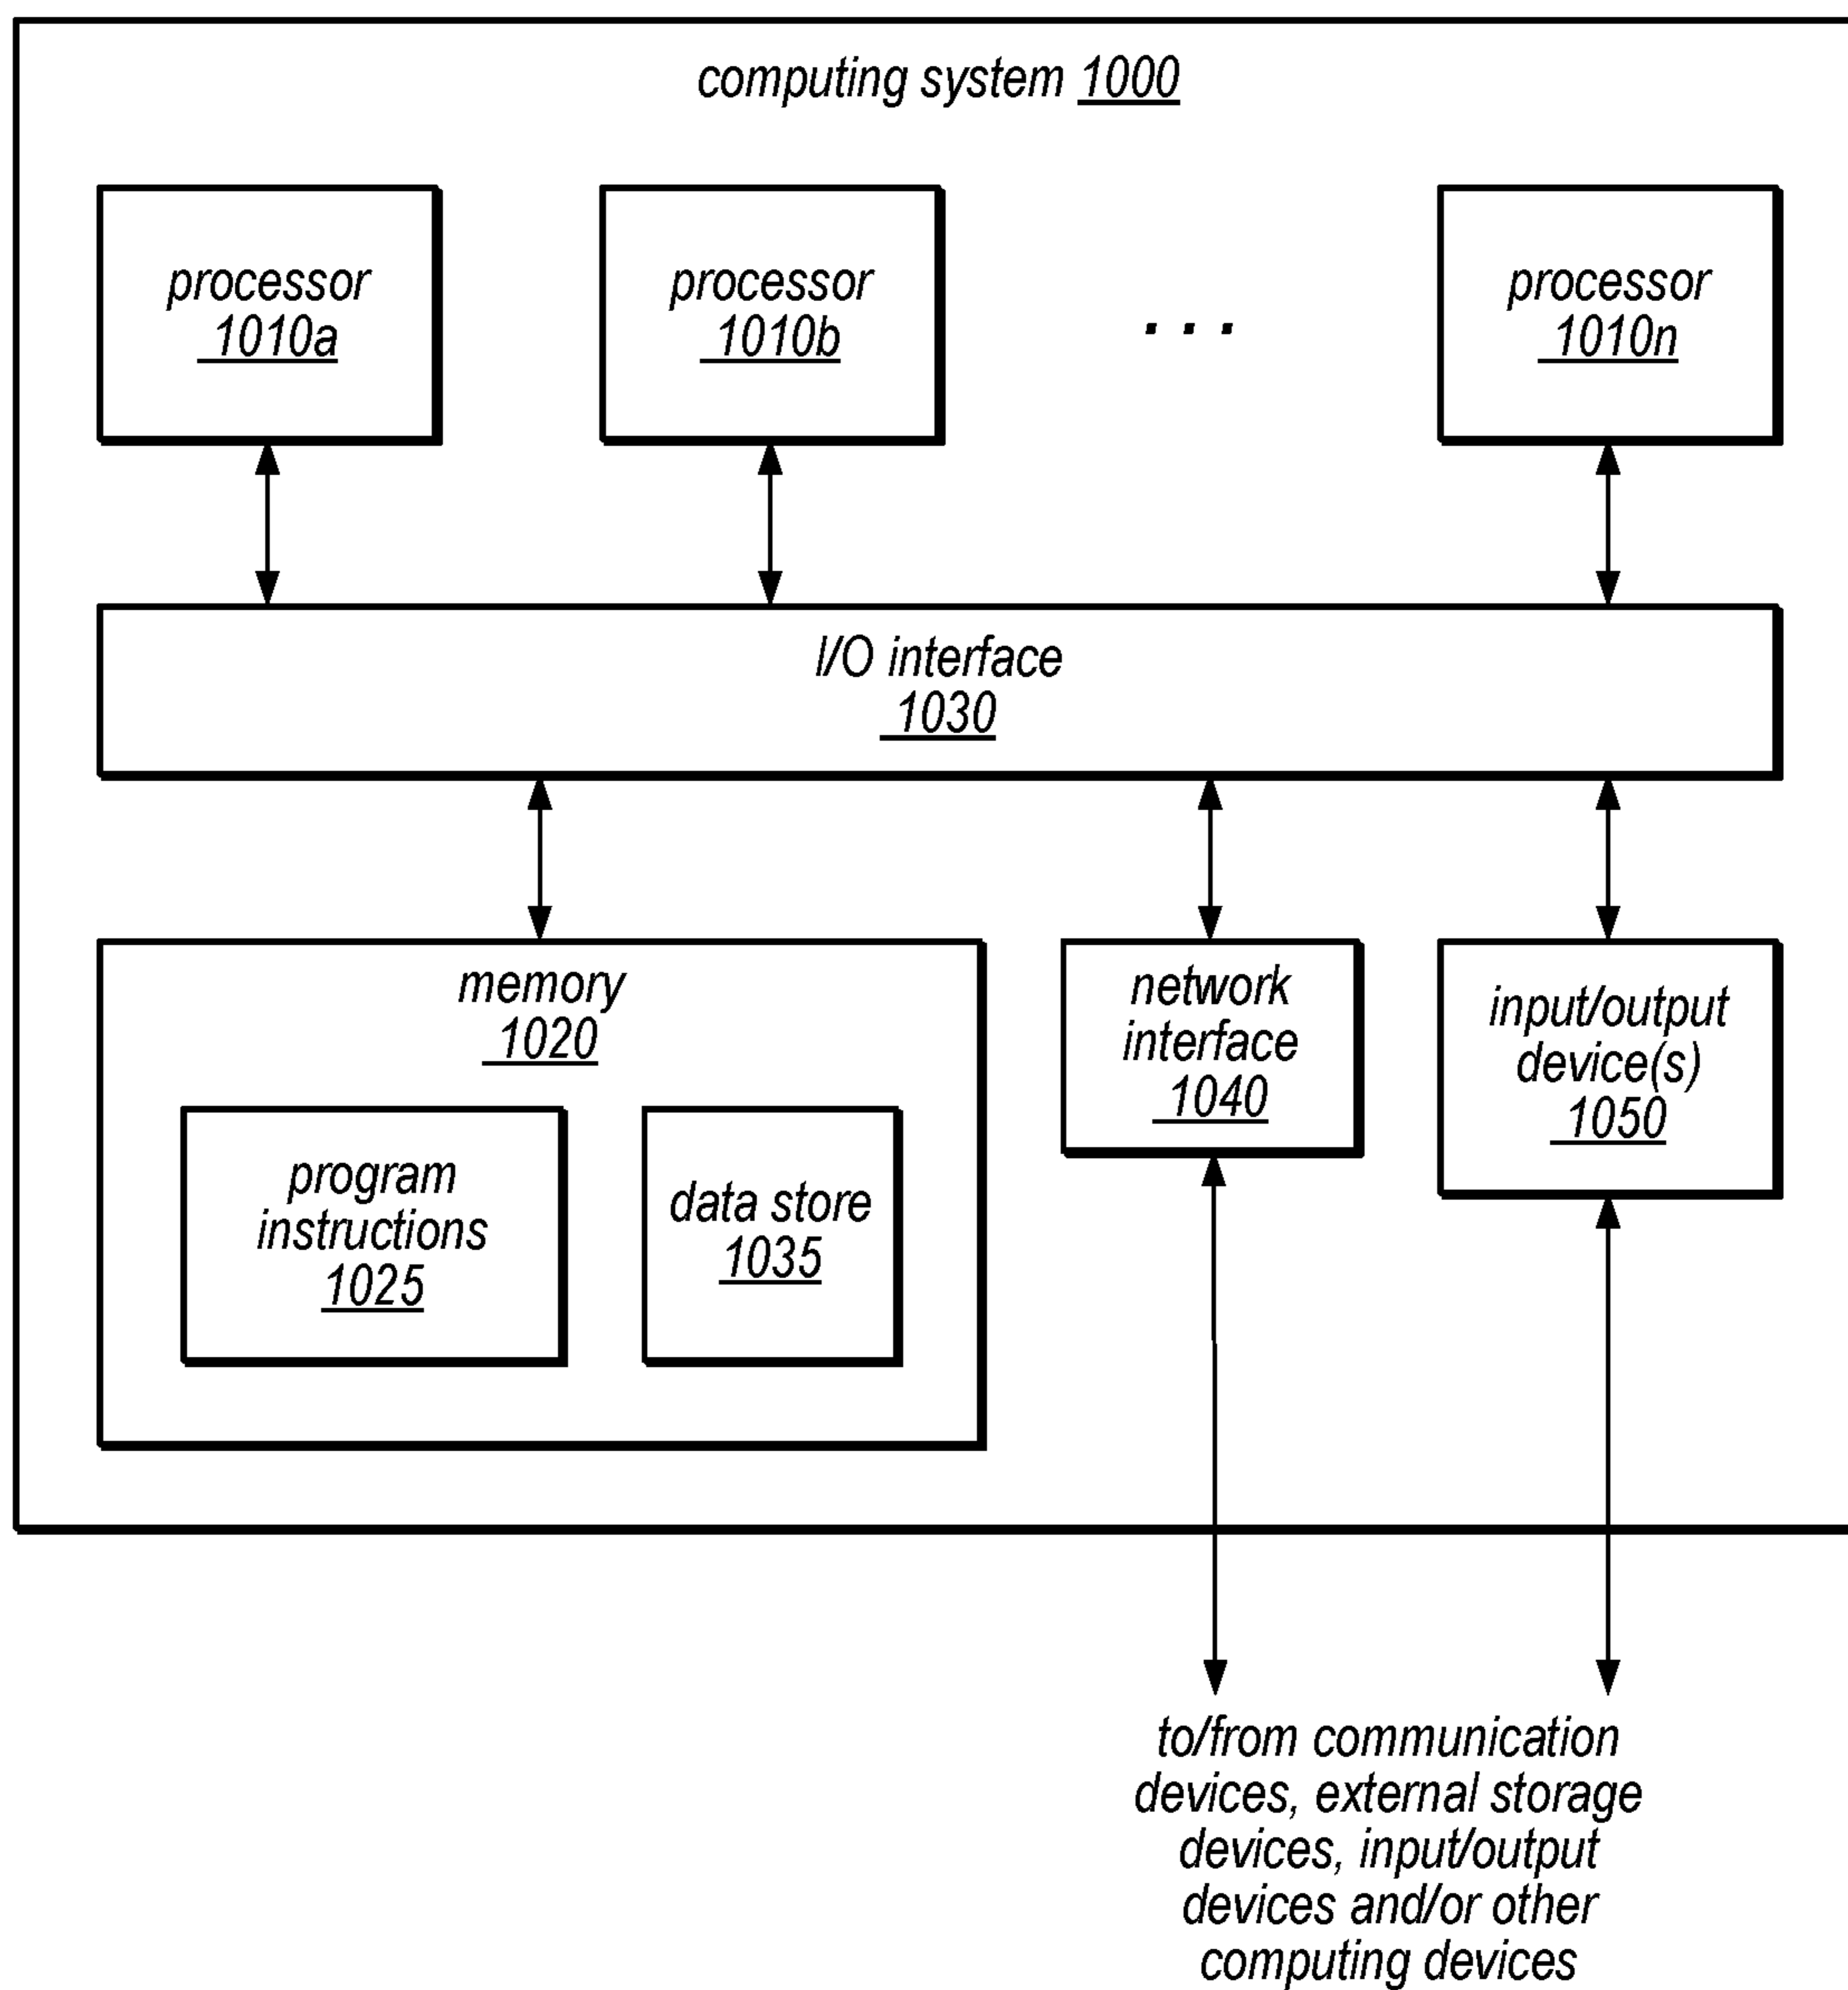 computing system 1000
processor
1010a
processor
1010b
. . .
processor
1010n
I/O interface
1030
memory
1020
program
instructions
1025
data store
1035
network
interface
1040
input/output
device(s)
1050
to/from communication
devices, external storage
devices, input/output
devices and/or other
computing devices